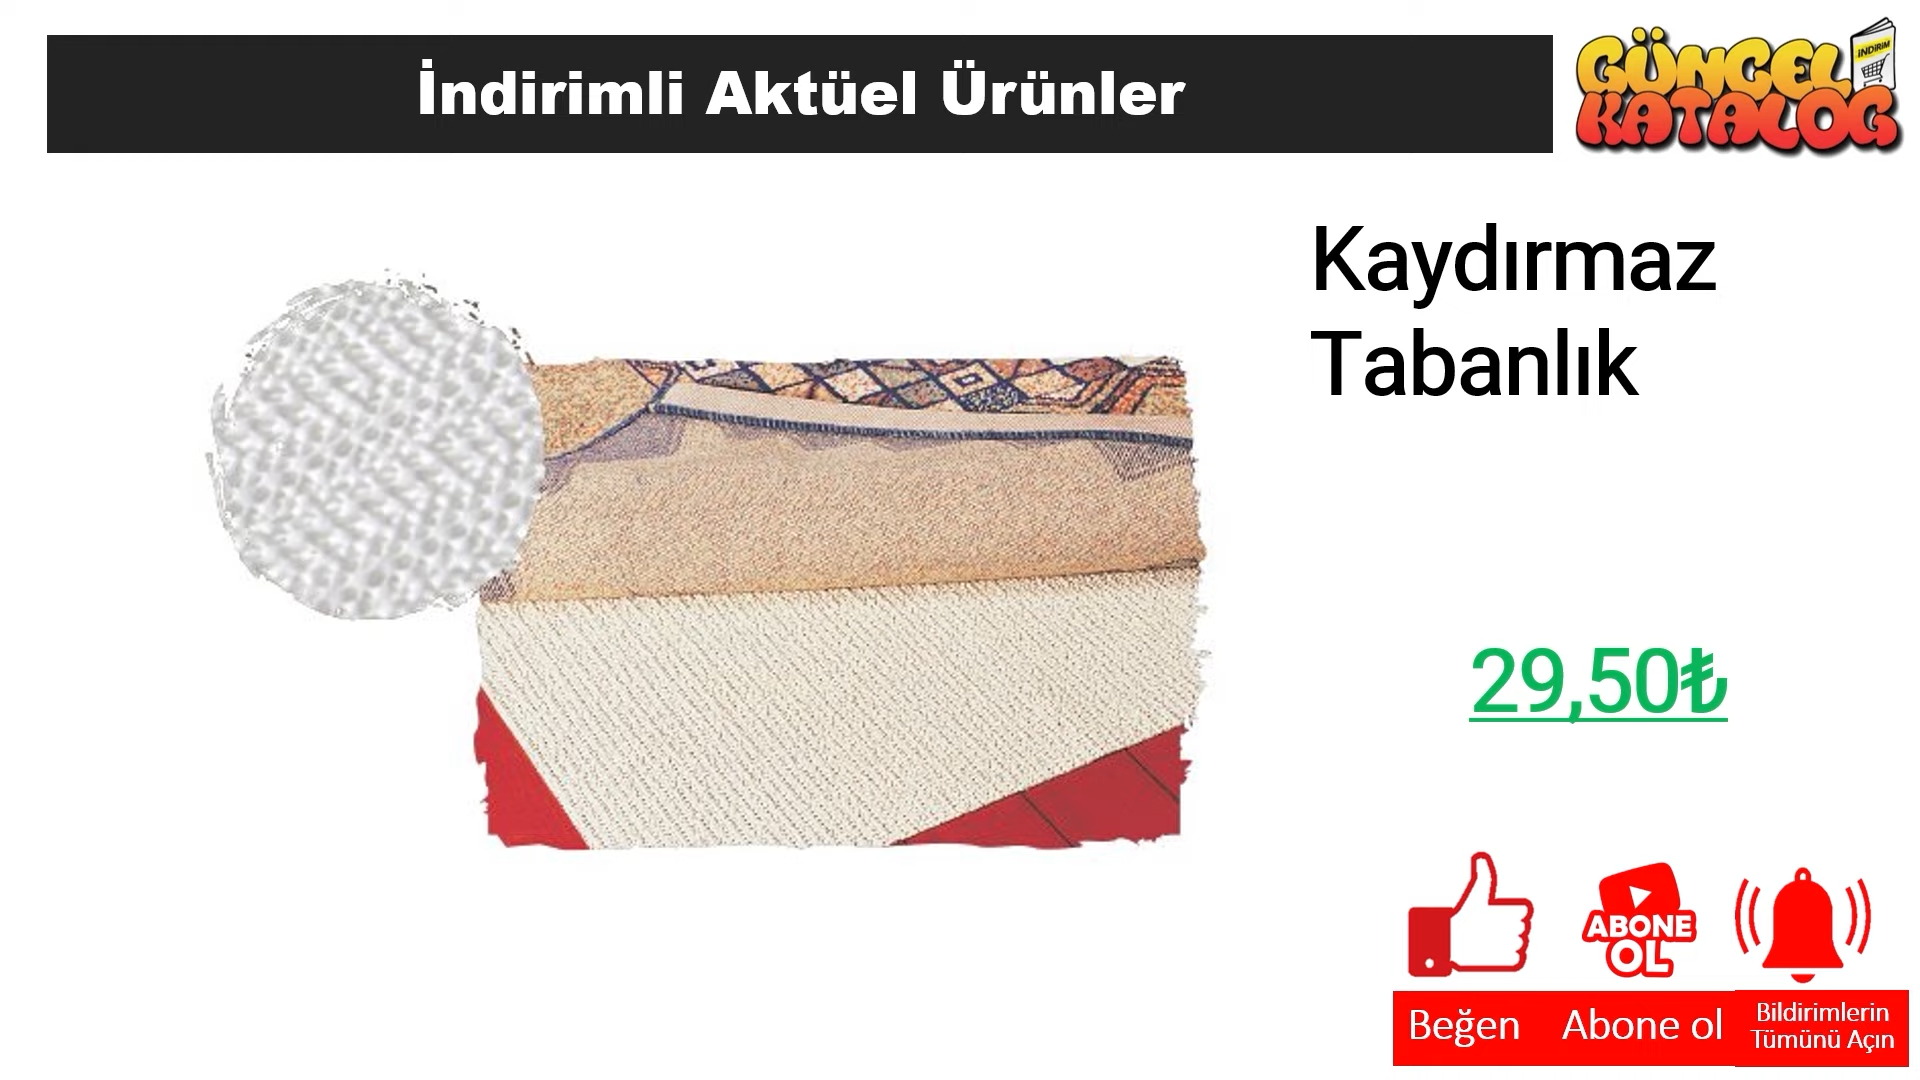 İndirimli Aktüel Ürünler
GÜNCEL
KATALOG
İNDİRİM
Kaydırmaz
Tabanlık
29,50₺
ABONE
OL
Beğen
Abone ol
Bildirimlerin
Tümünü Açın